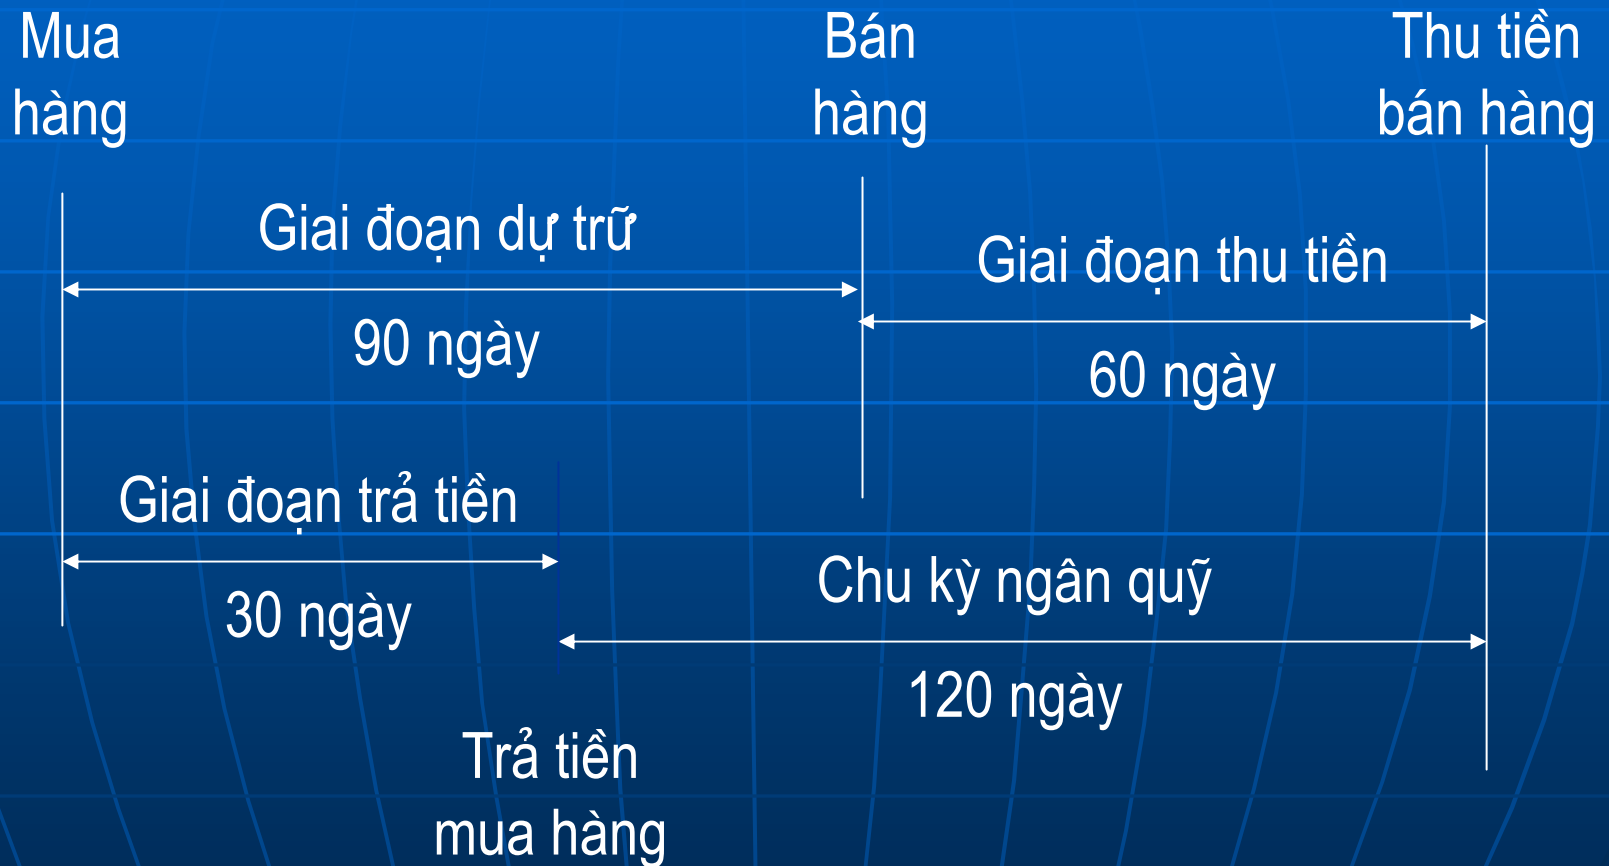 Mua
hàng
Bán
hàng
Thu tiền
bán hàng
Giai đoạn dự trữ
90 ngày
Giai đoạn thu tiền
60 ngày
Giai đoạn trả tiền
30 ngày
Chu kỳ ngân quỹ
120 ngày
Trả tiền
mua hàng